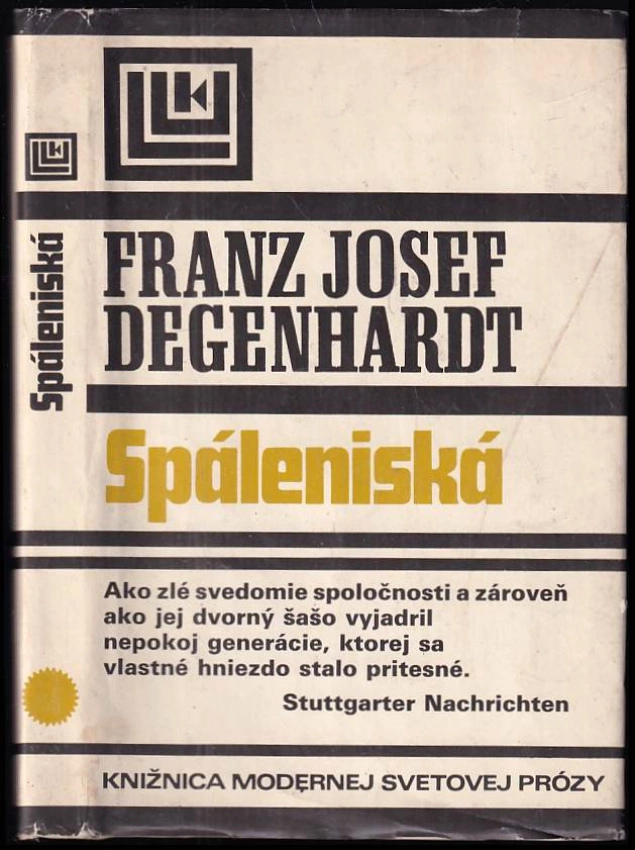 Spáleniská
FRANZ JOSEF
DEGENHARDT
Spáleniská
Ako zlé svedomie spoločnosti a zároveň
ako jej dvorný šašo vyjadril
nepokoj generácie, ktorej sa
vlastné hniezdo stalo pritesné.
Stuttgarter Nachrichten
KNIŽNICA MODERNEJ SVETOVEJ PRÓZY